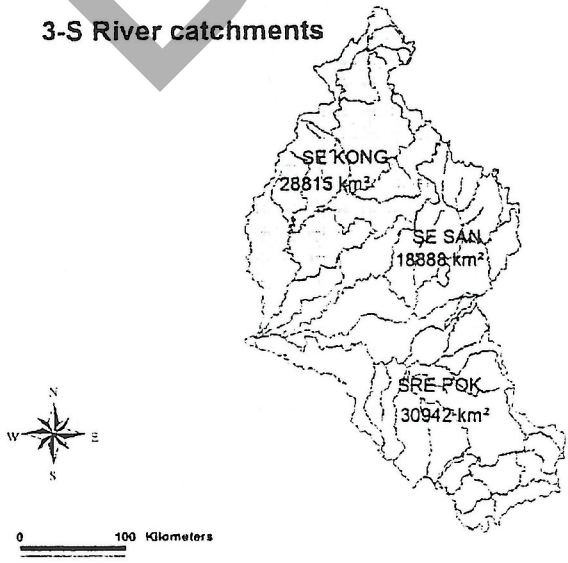 3-S River catchments
SE KONG
28815 km²
SE SAN
18888 km²
SRE POK
30942 km²
N
W E
S
0 100 Kilometers